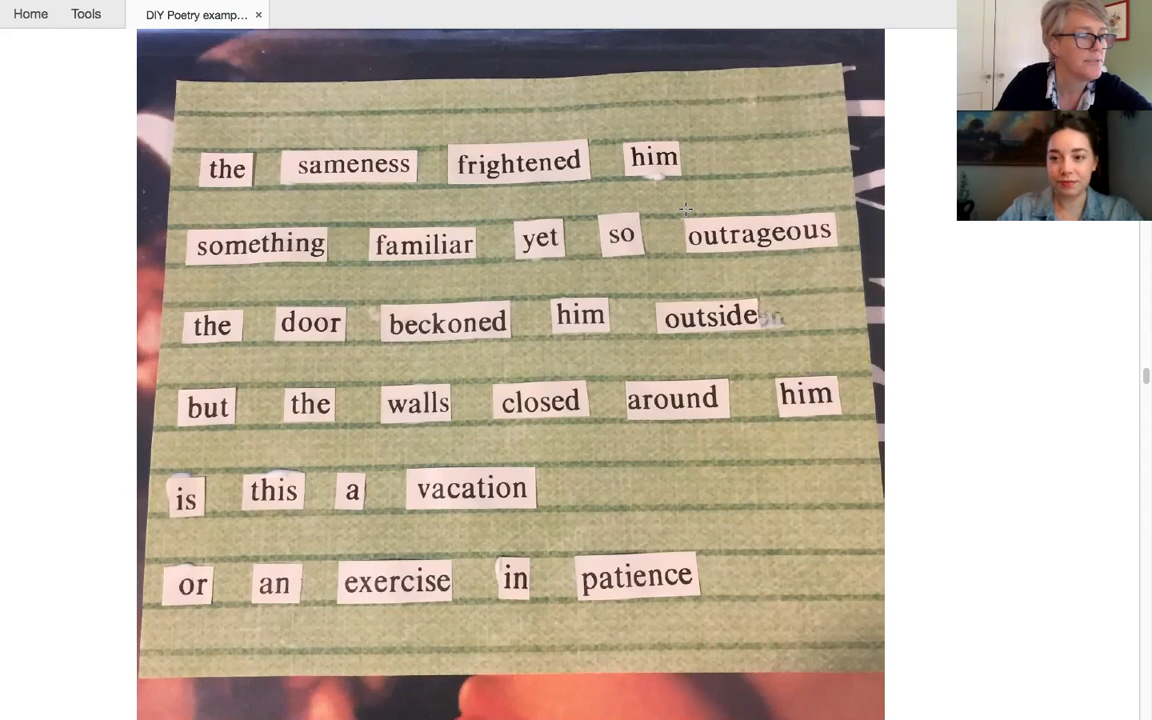 Home Tools DIY Poetry examp... ×
the sameness frightened him
something familiar yet so outrageous
the door beckoned him outside
but the walls closed around him
is this a vacation
or an exercise in patience